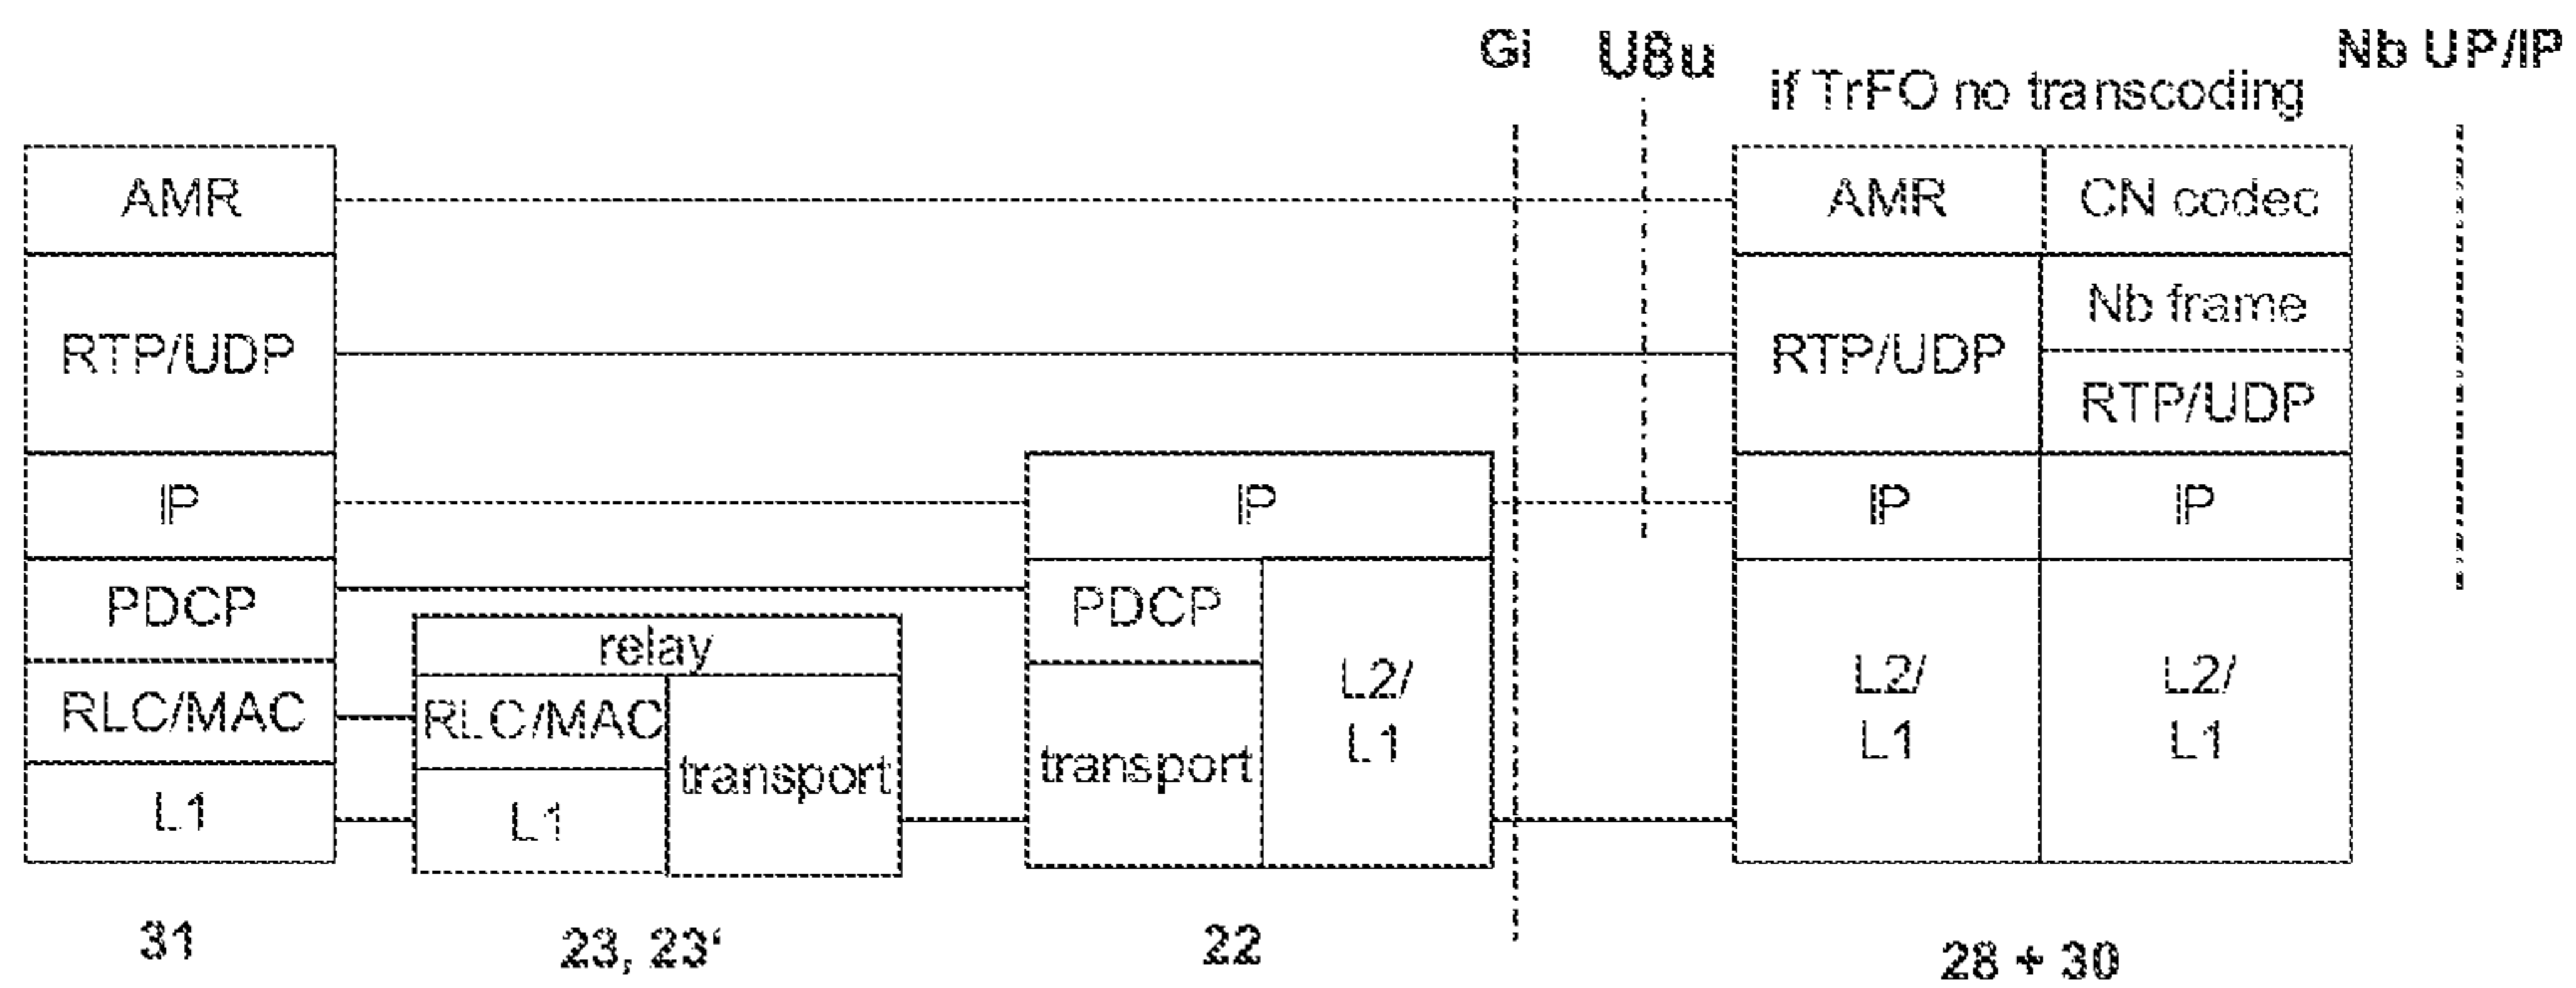 Gi
U8u
Nb UP/IP
if TrFO no transcoding
AMR
RTP/UDP
IP
PDCP
RLC/MAC
L1
31
relay
RLC/MAC
L1
transport
23, 23‘
IP
PDCP
transport
L2/
L1
22
AMR
CN codec
RTP/UDP
Nb frame
RTP/UDP
IP
IP
L2/
L1
L2/
L1
28 + 30